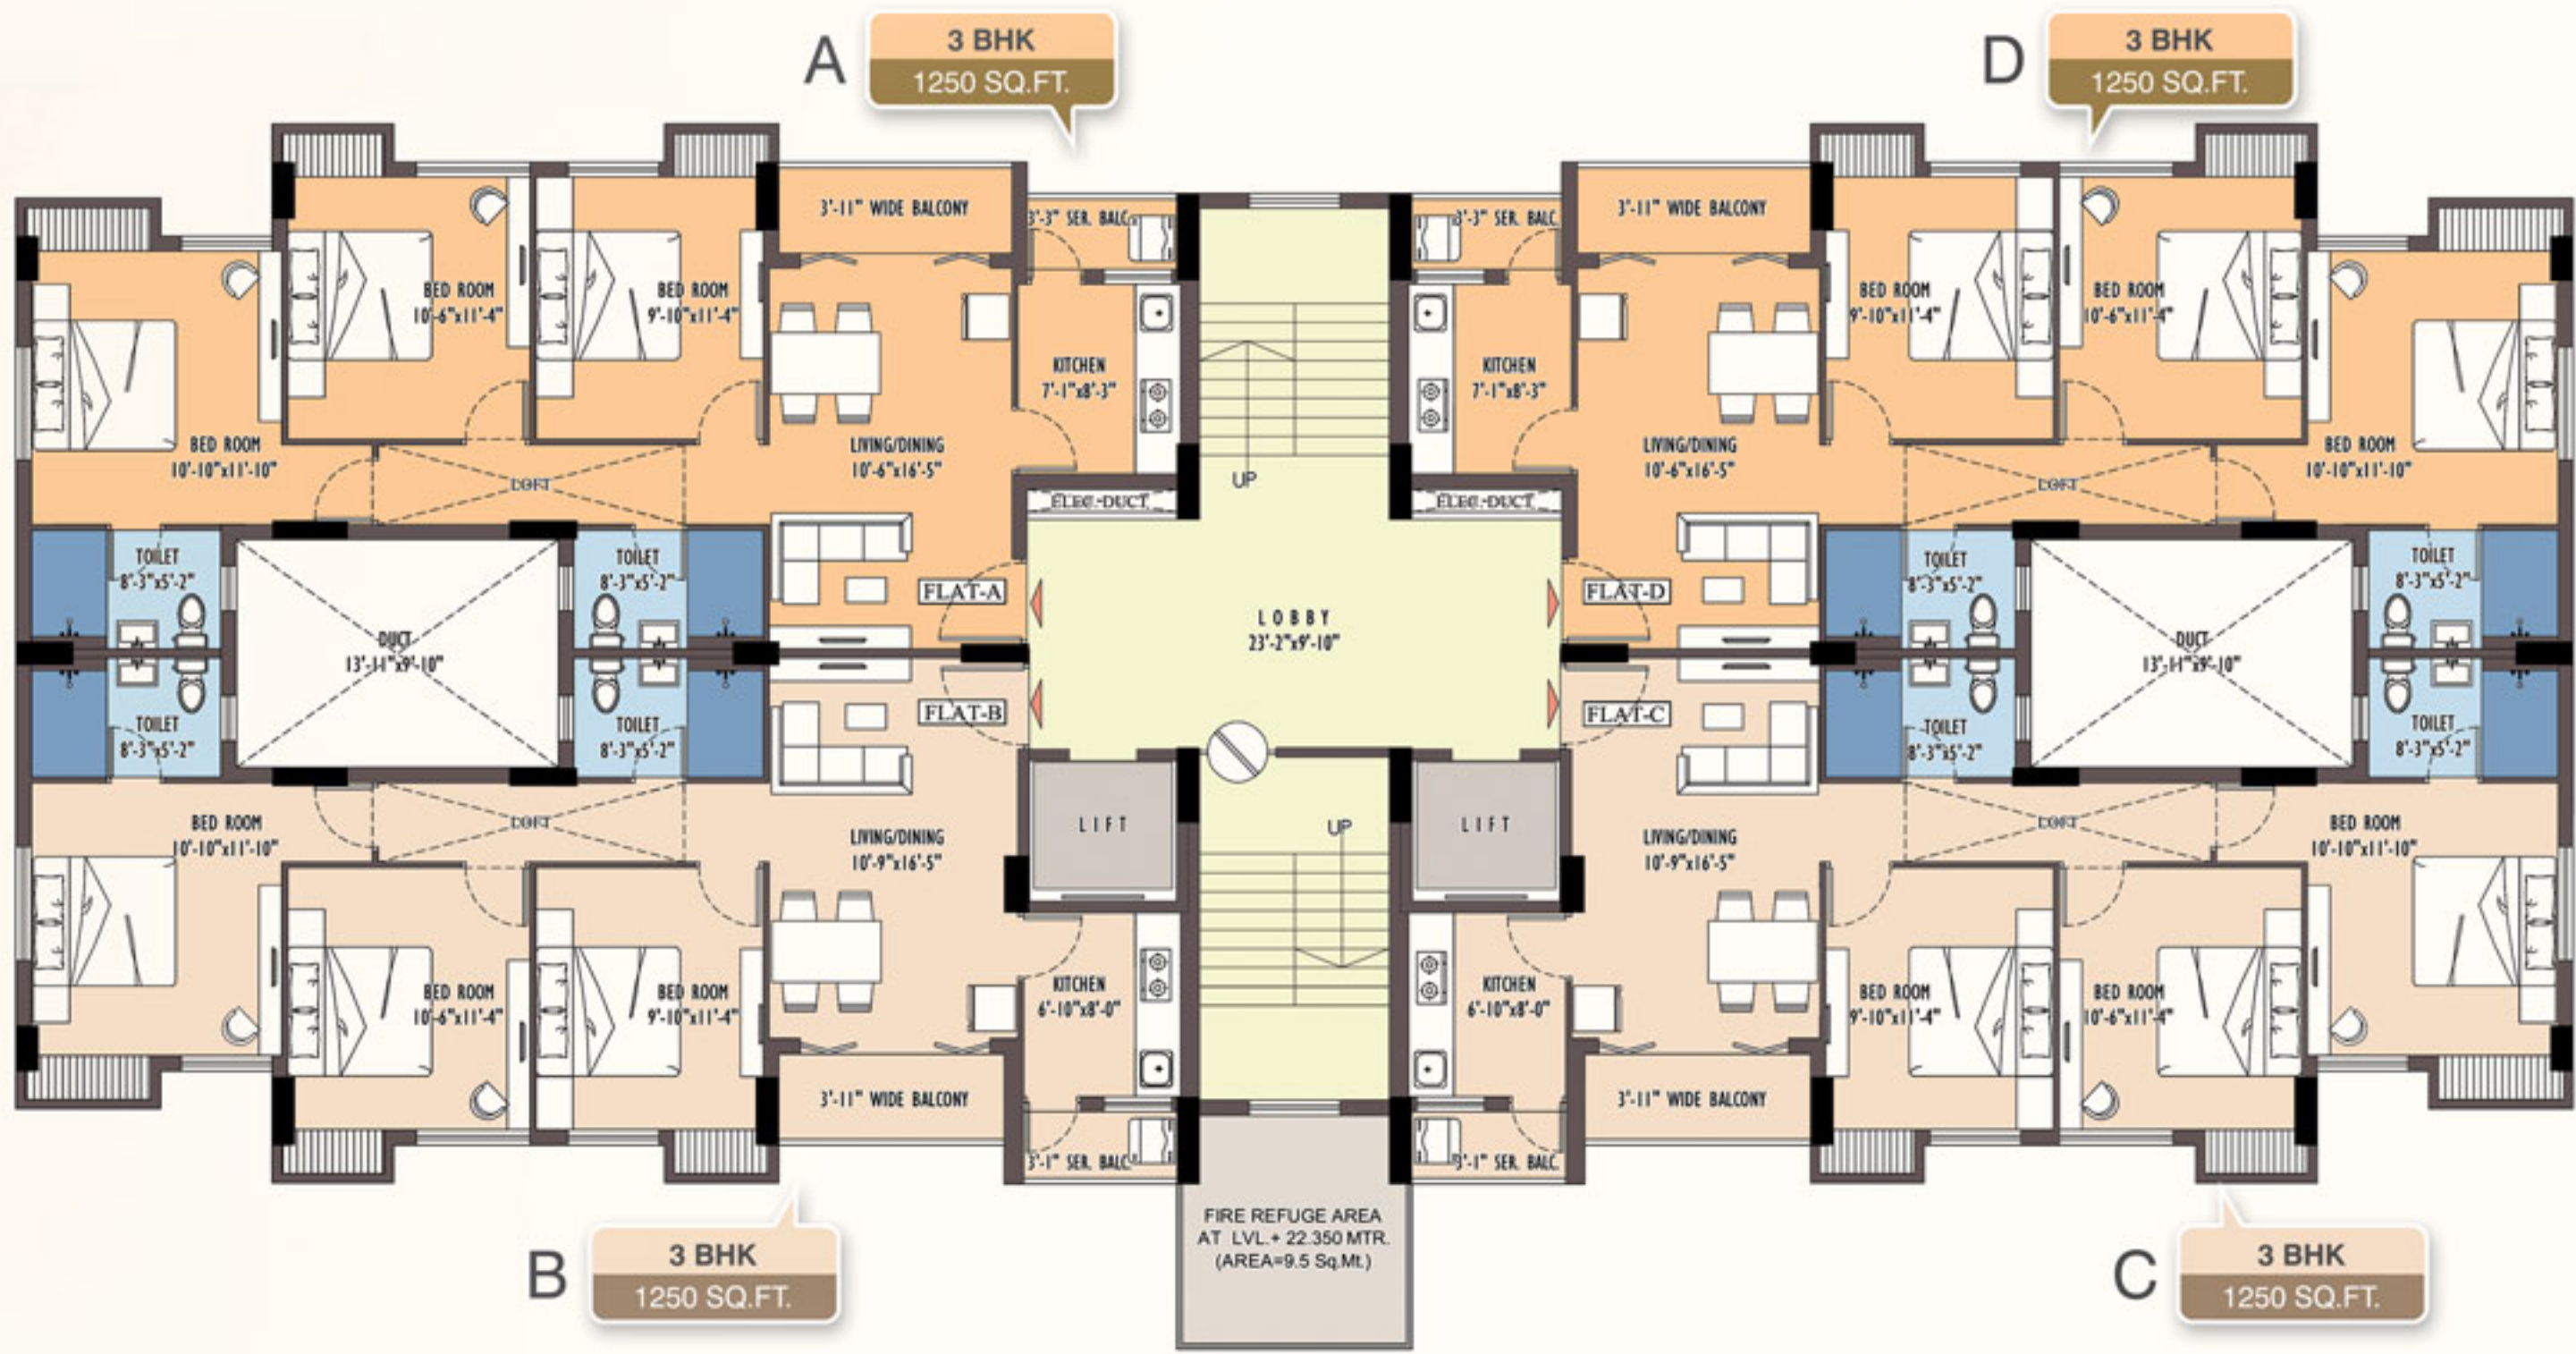 A
3 BHK
1250 SQ.FT.
D
3 BHK
1250 SQ.FT.
3'-11" WIDE BALCONY
3'-3" SER. BALC.
3'-3" SER. BALC.
3'-11" WIDE BALCONY
BED ROOM
10'-6"x11'-4"
BED ROOM
9'-10"x11'-4"
BED ROOM
9'-10"x11'-4"
BED ROOM
10'-6"x11'-4"
KITCHEN
7'-1"x8'-3"
KITCHEN
7'-1"x8'-3"
BED ROOM
10'-10"x11'-10"
LIVING/DINING
10'-6"x16'-5"
LIVING/DINING
10'-6"x16'-5"
BED ROOM
10'-10"x11'-10"
LOFT
UP
LOFT
ELEC.-DUCT.
ELEC.-DUCT.
TOILET
8'-3"x5'-2"
TOILET
8'-3"x5'-2"
TOILET
8'-3"x5'-2"
TOILET
8'-3"x5'-2"
FLAT-A
FLAT-D
LOBBY
23'-2"x9'-10"
DUCT
13'-11"x9'-10"
DUCT
13'-11"x9'-10"
FLAT-B
FLAT-C
TOILET
8'-3"x5'-2"
TOILET
8'-3"x5'-2"
TOILET
8'-3"x5'-2"
TOILET
8'-3"x5'-2"
BED ROOM
10'-10"x11'-10"
LOFT
LIVING/DINING
10'-9"x16'-5"
LIFT
UP
LIFT
LIVING/DINING
10'-9"x16'-5"
LOFT
BED ROOM
10'-10"x11'-10"
BED ROOM
10'-6"x11'-4"
BED ROOM
9'-10"x11'-4"
KITCHEN
6'-10"x8'-0"
KITCHEN
6'-10"x8'-0"
BED ROOM
9'-10"x11'-4"
BED ROOM
10'-6"x11'-4"
3'-11" WIDE BALCONY
3'-11" WIDE BALCONY
3'-1" SER. BALC.
3'-1" SER. BALC.
FIRE REFUGE AREA
AT LVL.+ 22.350 MTR.
(AREA=9.5 Sq.Mt.)
B
3 BHK
1250 SQ.FT.
C
3 BHK
1250 SQ.FT.